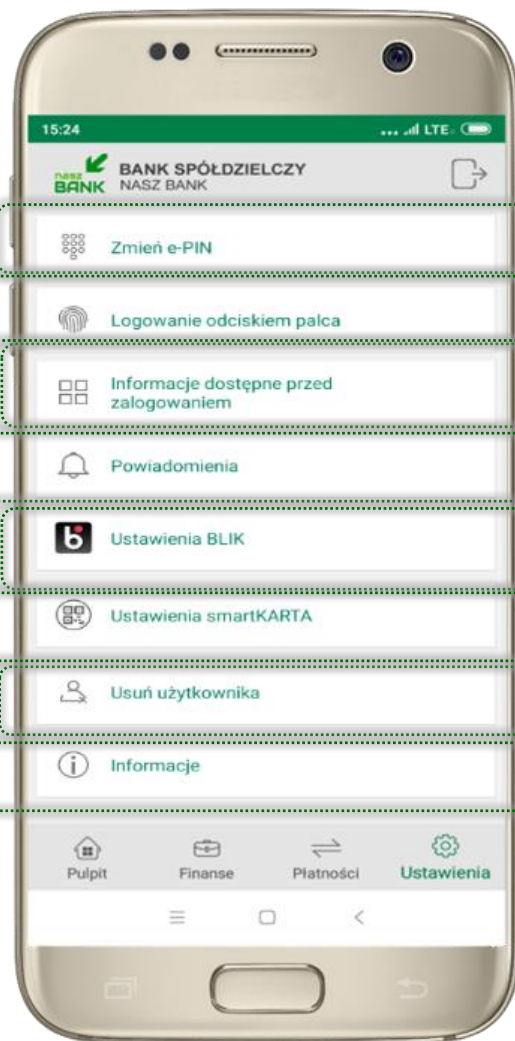 15:24
LTE
nasz
BANK
BANK SPÓŁDZIELCZY
NASZ BANK
Zmień e-PIN
Logowanie odciskiem palca
Informacje dostępne przed
zalogowaniem
Powiadomienia
Ustawienia BLIK
Ustawienia smartKARTA
Usuń użytkownika
Informacje
Pulpit
Finanse
Płatności
Ustawienia